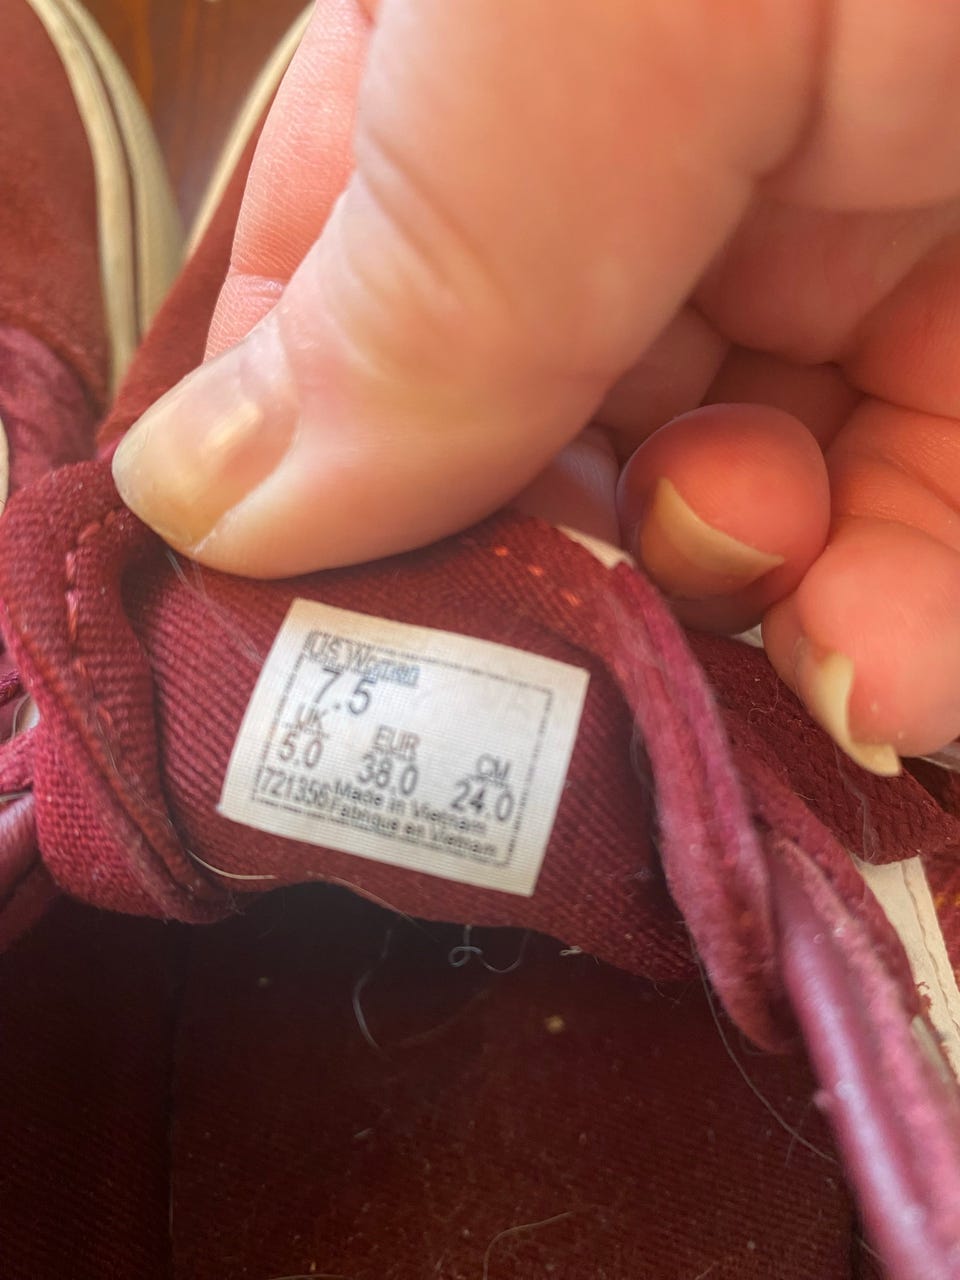 US Women
7.5
UK EUR CM
5.0 38.0 24.0
721356 Made in Vietnam
Fabriqué en Vietnam